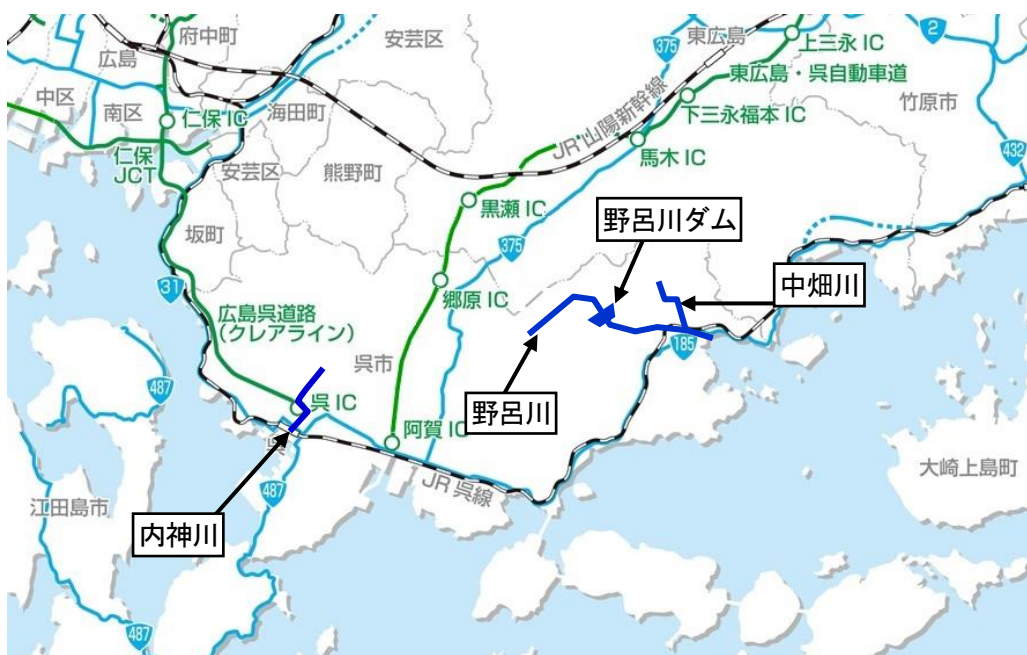 府中町
安芸区
375
東広島
上三永 IC
2
広島
東広島・呉自動車道
中区
南区
仁保 IC
海田町
JR山陽新幹線
下三永福本 IC
竹原市
仁保
JCT
安芸区
熊野町
馬木 IC
432
黒瀬 IC
野呂川ダム
坂町
375
中畑川
31
郷原 IC
広島呉道路
(クレアライン)
呉市
185
487
呉 IC
野呂川
阿賀 IC
JR 呉線
大崎上島町
487
江田島市
内神川
487